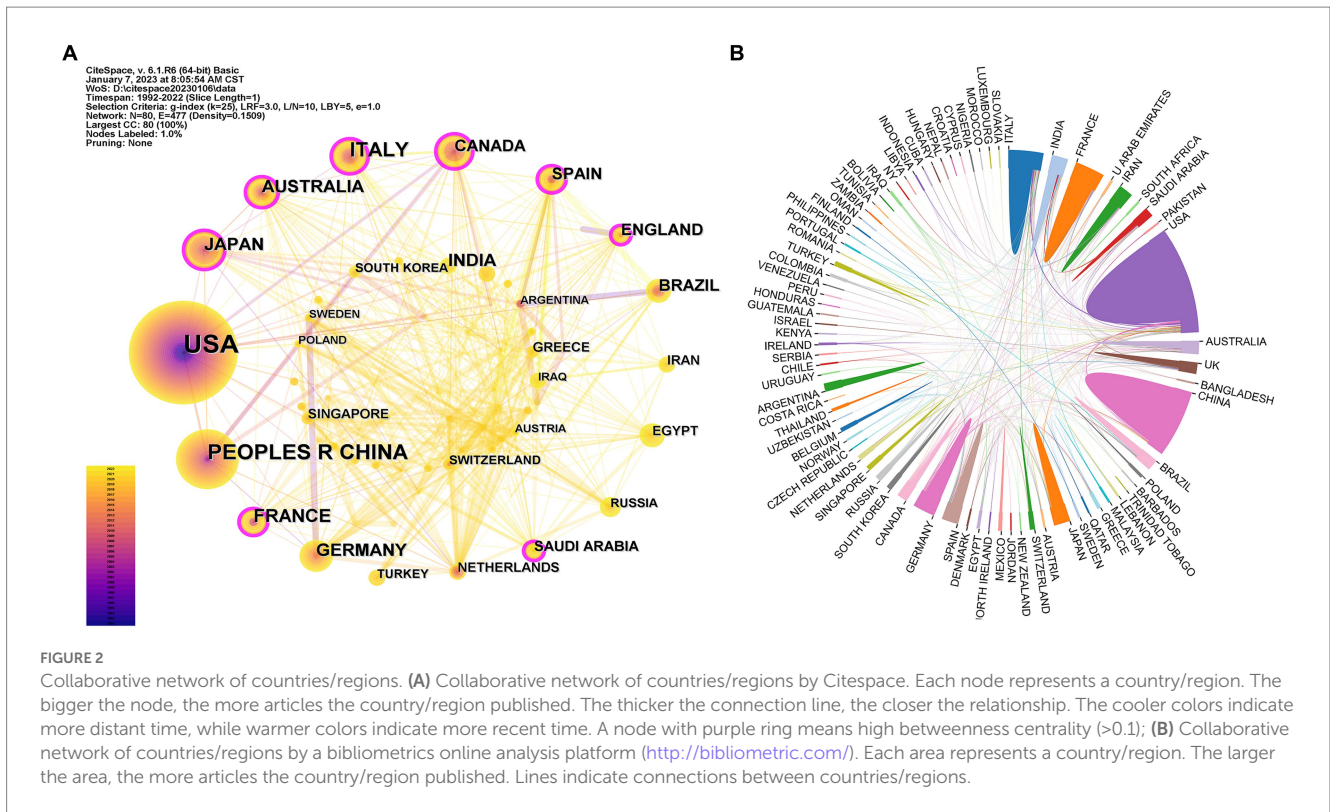 A
CiteSpace, v. 6.1.R6 (64-bit) Basic
January 7, 2023 at 8:05:54 AM CST
WoS: D:\citespace20230106\data
Timespan: 1992-2022 (Slice Length=1)
Selection Criteria: g-index (k=25), LRF=3.0, L/N=10, LBY=5, e=1.0
Network: N=80, E=477 (Density=0.1509)
Largest CC: 80 (100%)
Nodes Labeled: 1.0%
Pruning: None
ITALY
CANADA
AUSTRALIA
SPAIN
JAPAN
ENGLAND
SOUTH KOREA
INDIA
BRAZIL
ARGENTINA
SWEDEN
USA
POLAND
GREECE
IRAN
IRAQ
SINGAPORE
AUSTRIA
EGYPT
PEOPLES R CHINA
SWITZERLAND
RUSSIA
FRANCE
GERMANY
SAUDI ARABIA
TURKEY
NETHERLANDS
B
ITALY
INDIA
FRANCE
U ARAB EMIRATES
IRAN
SOUTH AFRICA
SAUDI ARABIA
PAKISTAN
USA
AUSTRALIA
UK
BANGLADESH
CHINA
BRAZIL
POLAND
BARBADOS
TRINIDAD TOBAGO
LEBANON
MALAYSIA
GREECE
QATAR
SWEDEN
JAPAN
AUSTRIA
SWITZERLAND
NEW ZEALAND
JORDAN
MEXICO
NORTH IRELAND
EGYPT
DENMARK
SPAIN
GERMANY
CANADA
SOUTH KOREA
RUSSIA
SINGAPORE
NETHERLANDS
CZECH REPUBLIC
NORWAY
BELGIUM
UZBEKISTAN
THAILAND
COSTA RICA
ARGENTINA
URUGUAY
CHILE
SERBIA
IRELAND
KENYA
ISRAEL
GUATEMALA
HONDURAS
PERU
VENEZUELA
COLOMBIA
TURKEY
ROMANIA
PORTUGAL
PHILIPPINES
FINLAND
OMAN
ZAMBIA
TUNISIA
BOLIVIA
IRAQ
NY
LIBYA
INDONESIA
CUBA
HUNGARY
NEPAL
CROATIA
CYPRUS
NIGERIA
MOROCCO
LUXEMBOURG
SLOVAKIA
FIGURE 2
Collaborative network of countries/regions. (A) Collaborative network of countries/regions by Citespace. Each node represents a country/region. The
bigger the node, the more articles the country/region published. The thicker the connection line, the closer the relationship. The cooler colors indicate
more distant time, while warmer colors indicate more recent time. A node with purple ring means high betweenness centrality (>0.1); (B) Collaborative
network of countries/regions by a bibliometrics online analysis platform (http://bibliometric.com/). Each area represents a country/region. The larger
the area, the more articles the country/region published. Lines indicate connections between countries/regions.